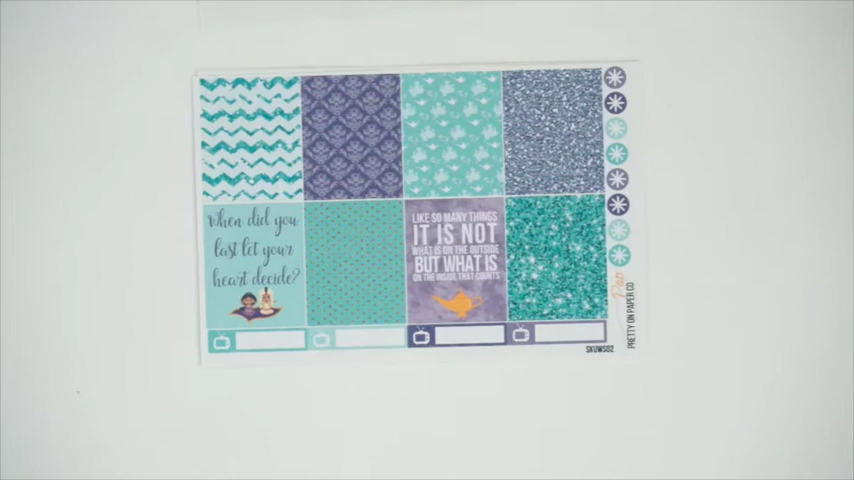 When did you
last let your
heart decide?
LIKE SO MANY THINGS
IT IS NOT
WHAT IS ON THE OUTSIDE
BUT WHAT IS
ON THE INSIDE THAT COUNTS
PRETTY ON PAPER CO